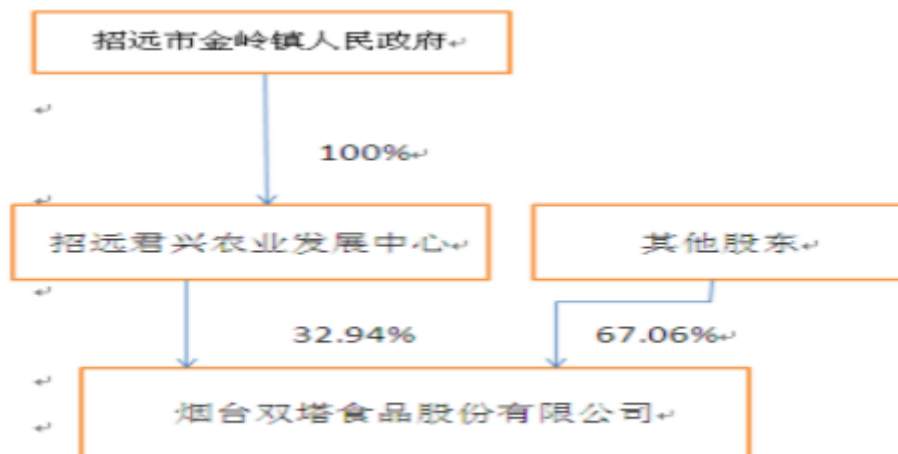 招远市金岭镇人民政府
100%
招远君兴农业发展中心
其他股东
32.94%
67.06%
烟台双塔食品股份有限公司